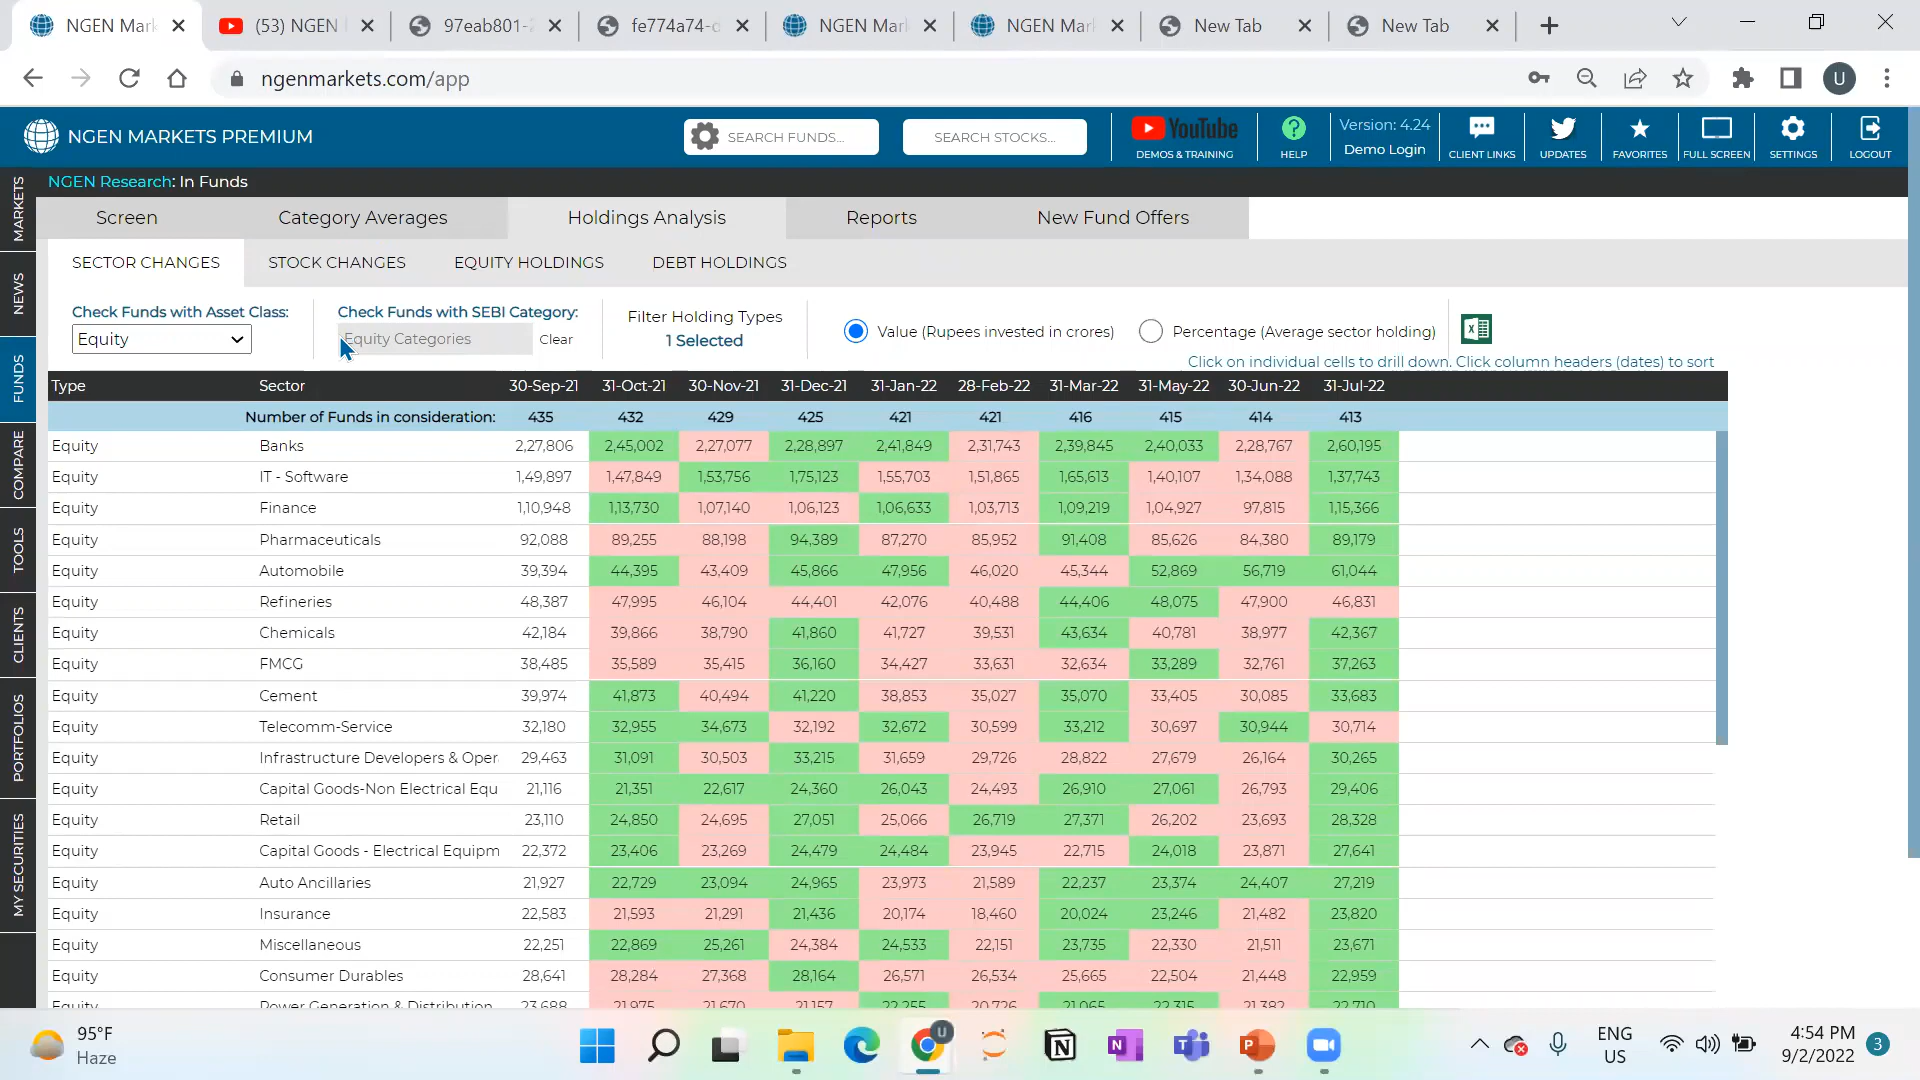 NGEN Mark
(53) NGEN
97eab801-2
fe774a74-c
NGEN Mar
NGEN Mar
New Tab
New Tab
ngenmarkets.com/app
U
NGEN MARKETS PREMIUM
SEARCH FUNDS...
SEARCH STOCKS...
YouTube
DEMOS & TRAINING
HELP
Version: 4.24
Demo Login
CLIENT LINKS
UPDATES
FAVORITES
FULL SCREEN
SETTINGS
LOGOUT
NGEN Research: In Funds
MARKETS
NEWS
FUNDS
COMPARE
TOOLS
CLIENTS
PORTFOLIOS
MY SECURITIES
Screen
Category Averages
Holdings Analysis
Reports
New Fund Offers
SECTOR CHANGES
STOCK CHANGES
EQUITY HOLDINGS
DEBT HOLDINGS
Check Funds with Asset Class:
Equity
Check Funds with SEBI Category:
Equity Categories
Clear
Filter Holding Types
1 Selected
Value (Rupees invested in crores)
Percentage (Average sector holding)
Click on individual cells to drill down. Click column headers (dates) to sort
Type Sector 30-Sep-21 31-Oct-21 30-Nov-21 31-Dec-21 31-Jan-22 28-Feb-22 31-Mar-22 31-May-22 30-Jun-22 31-Jul-22
Number of Funds in consideration: 435 432 429 425 421 421 416 415 414 413
Equity Banks 2,27,806 2,45,002 2,27,077 2,28,897 2,41,849 2,31,743 2,39,845 2,40,033 2,28,767 2,60,195
Equity IT - Software 1,49,897 1,47,849 1,53,756 1,75,123 1,55,703 1,51,865 1,65,613 1,40,107 1,34,088 1,37,743
Equity Finance 1,10,948 1,13,730 1,07,140 1,06,123 1,06,633 1,03,713 1,09,219 1,04,927 97,815 1,15,366
Equity Pharmaceuticals 92,088 89,255 88,198 94,389 87,270 85,952 91,408 85,626 84,380 89,179
Equity Automobile 39,394 44,395 43,409 45,866 47,956 46,020 45,344 52,869 56,719 61,044
Equity Refineries 48,387 47,995 46,104 44,401 42,076 40,488 44,406 48,075 47,900 46,831
Equity Chemicals 42,184 39,866 38,790 41,860 41,727 39,531 43,634 40,781 38,977 42,367
Equity FMCG 38,485 35,589 35,415 36,160 34,427 33,631 32,634 33,289 32,761 37,263
Equity Cement 39,974 41,873 40,494 41,220 38,853 35,027 35,070 33,405 30,085 33,683
Equity Telecomm-Service 32,180 32,955 34,673 32,192 32,672 30,599 33,212 30,697 30,944 30,714
Equity Infrastructure Developers & Oper 29,463 31,091 30,503 33,215 31,659 29,726 28,822 27,679 26,164 30,265
Equity Capital Goods-Non Electrical Equ 21,116 21,351 22,617 24,360 26,043 24,493 26,910 27,061 26,793 29,406
Equity Retail 23,110 24,850 24,695 27,051 25,066 26,719 27,371 26,202 23,693 28,328
Equity Capital Goods - Electrical Equipm 22,372 23,406 23,269 24,479 24,484 23,945 22,715 24,018 23,871 27,641
Equity Auto Ancillaries 21,927 22,729 23,094 24,965 23,973 21,589 22,237 23,374 24,407 27,219
Equity Insurance 22,583 21,593 21,291 21,436 20,174 18,460 20,024 23,246 21,482 23,820
Equity Miscellaneous 22,251 22,869 25,261 24,384 24,533 22,151 23,735 22,330 21,511 23,671
Equity Consumer Durables 28,641 28,284 27,368 28,164 26,571 26,534 25,665 22,504 21,448 22,959
Equity Power Generation & Distribution 23,688 21,975 21,670 21,157 22,255 20,726 21,065 22,315 21,382 22,710
95°F
Haze
U
ENG
US
4:54 PM
9/2/2022
3